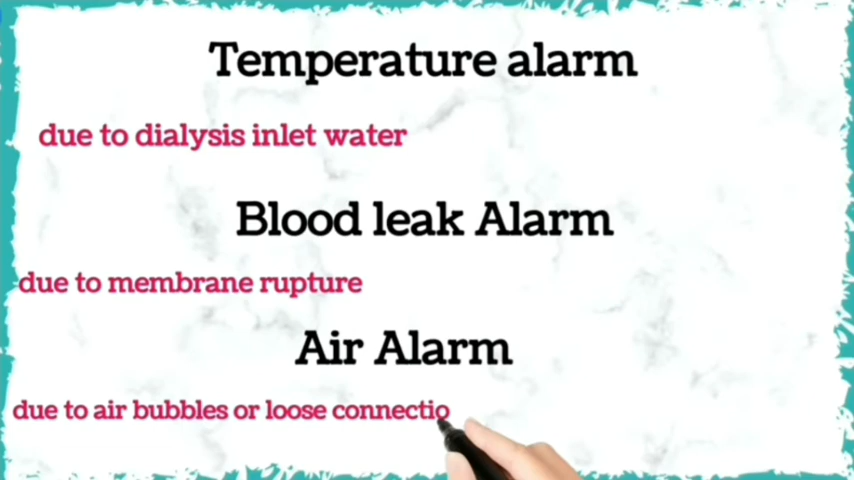 Temperature alarm
due to dialysis inlet water
Blood leak Alarm
due to membrane rupture
Air Alarm
due to air bubbles or loose connectio